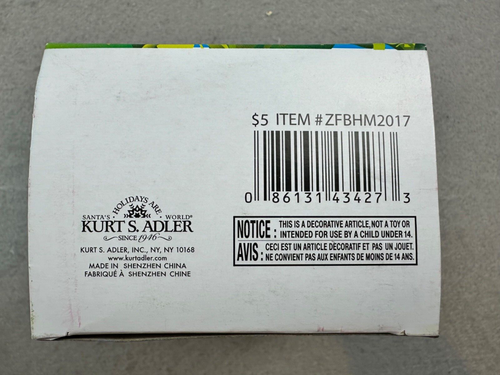 $5 ITEM #ZFBHM2017
0 86131 43427 3
HOLIDAYS ARE
SANTA'S WORLD®
KURT S. ADLER
SINCE 1946
KURT S. ADLER, INC., NY, NY 10168
www.kurtadler.com
MADE IN SHENZHEN CHINA
FABRIQUÉ À SHENZHEN CHINE
NOTICE : THIS IS A DECORATIVE ARTICLE, NOT A TOY OR
INTENDED FOR USE BY A CHILD UNDER 14.
AVIS : CECI EST UN ARTICLE DÉCORATIF ET PAS UN JOUET.
NE CONVIENT PAS AUX ENFANTS DE MOINS DE 14 ANS.